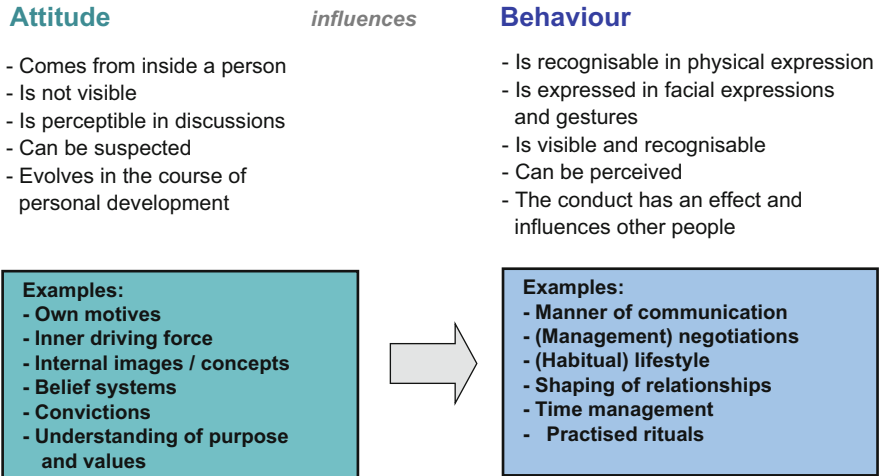 Attitude influences Behaviour
- Comes from inside a person
- Is not visible
- Is perceptible in discussions
- Can be suspected
- Evolves in the course of
personal development
- Is recognisable in physical expression
- Is expressed in facial expressions
and gestures
- Is visible and recognisable
- Can be perceived
- The conduct has an effect and
influences other people
Examples:
- Own motives
- Inner driving force
- Internal images / concepts
- Belief systems
- Convictions
- Understanding of purpose
and values
Examples:
- Manner of communication
- (Management) negotiations
- (Habitual) lifestyle
- Shaping of relationships
- Time management
- Practised rituals